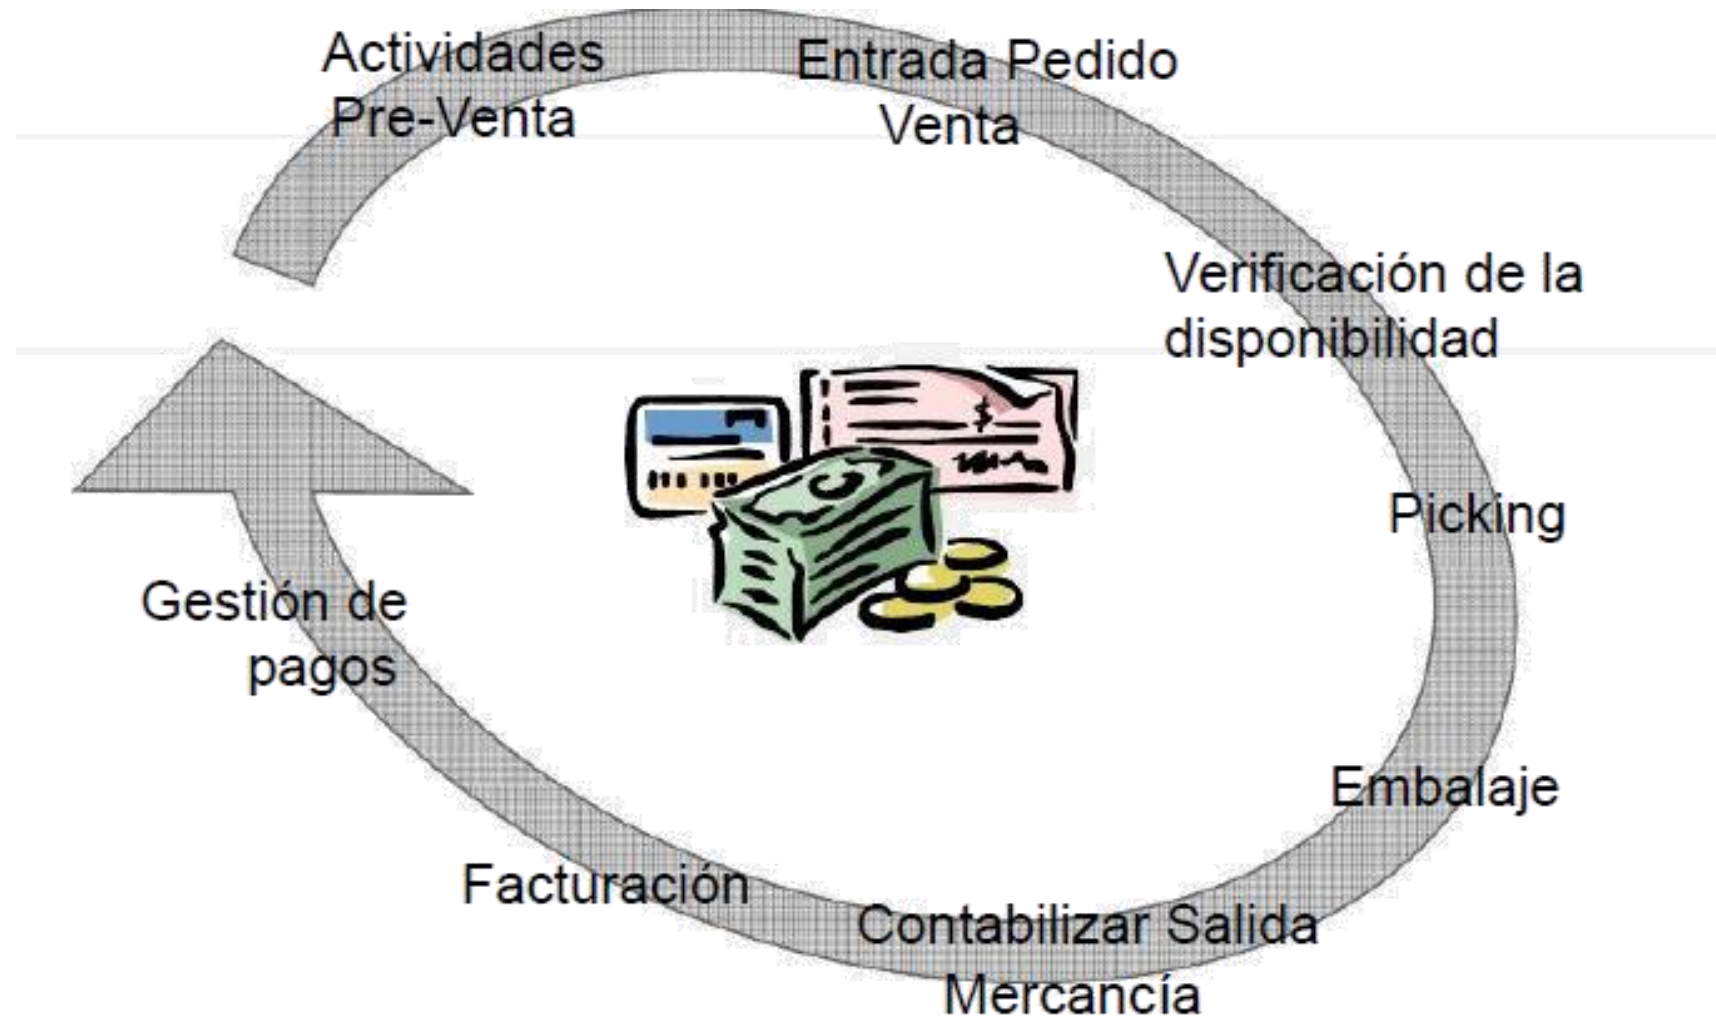 Actividades
Pre-Venta
Entrada Pedido
Venta
Verificación de la
disponibilidad
Picking
Embalaje
Contabilizar Salida
Mercancía
Facturación
Gestión de
pagos
$